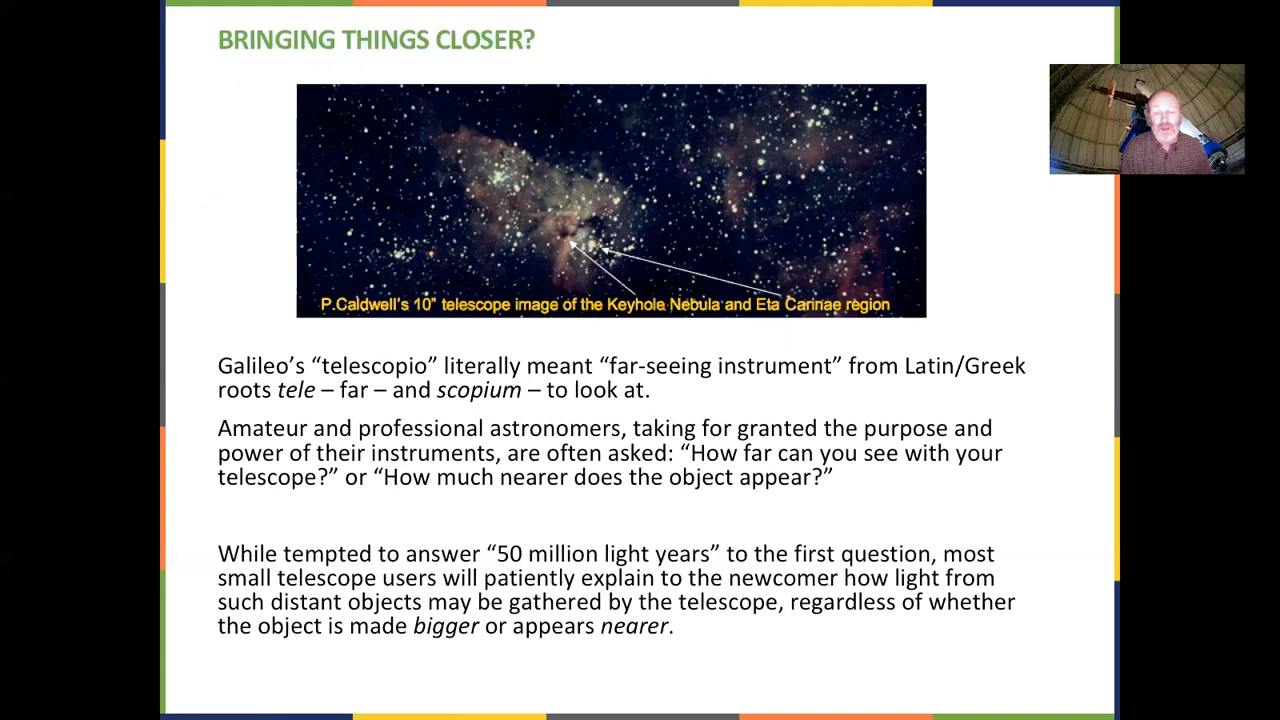 BRINGING THINGS CLOSER?
P.Caldwell's 10" telescope image of the Keyhole Nebula and Eta Carinae region
Galileo’s “telescopio” literally meant “far-seeing instrument” from Latin/Greek
roots tele – far – and scopium – to look at.
Amateur and professional astronomers, taking for granted the purpose and
power of their instruments, are often asked: “How far can you see with your
telescope?” or “How much nearer does the object appear?”
While tempted to answer “50 million light years” to the first question, most
small telescope users will patiently explain to the newcomer how light from
such distant objects may be gathered by the telescope, regardless of whether
the object is made bigger or appears nearer.